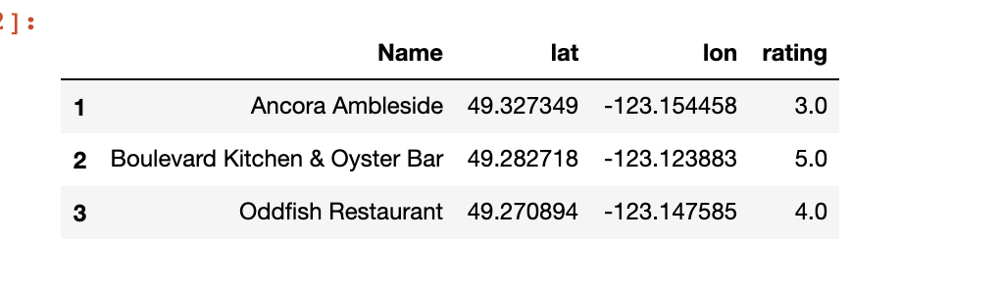 ]:
Name lat lon rating
1 Ancora Ambleside 49.327349 -123.154458 3.0
2 Boulevard Kitchen & Oyster Bar 49.282718 -123.123883 5.0
3 Oddfish Restaurant 49.270894 -123.147585 4.0